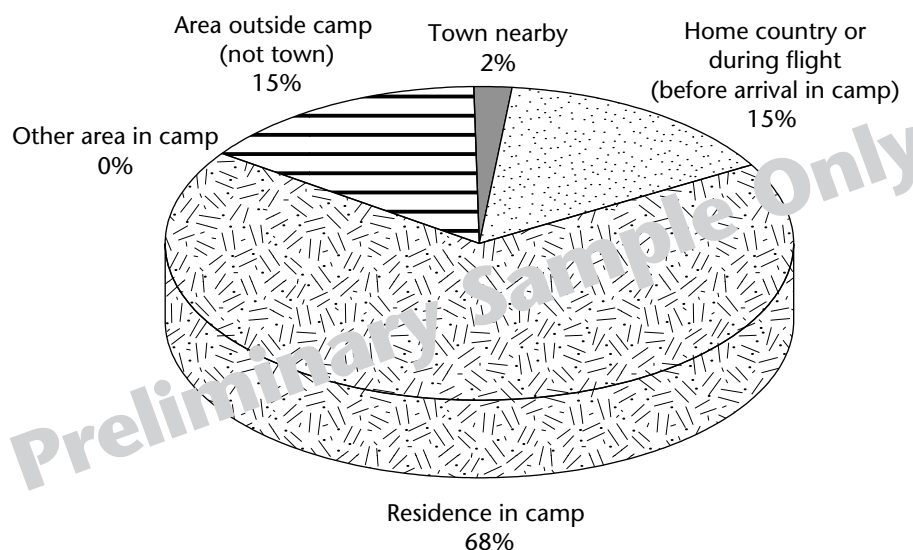 Area outside camp
(not town)
15%
Town nearby
2%
Home country or
during flight
(before arrival in camp)
15%
Other area in camp
0%
Preliminary Sample Only
Residence in camp
68%